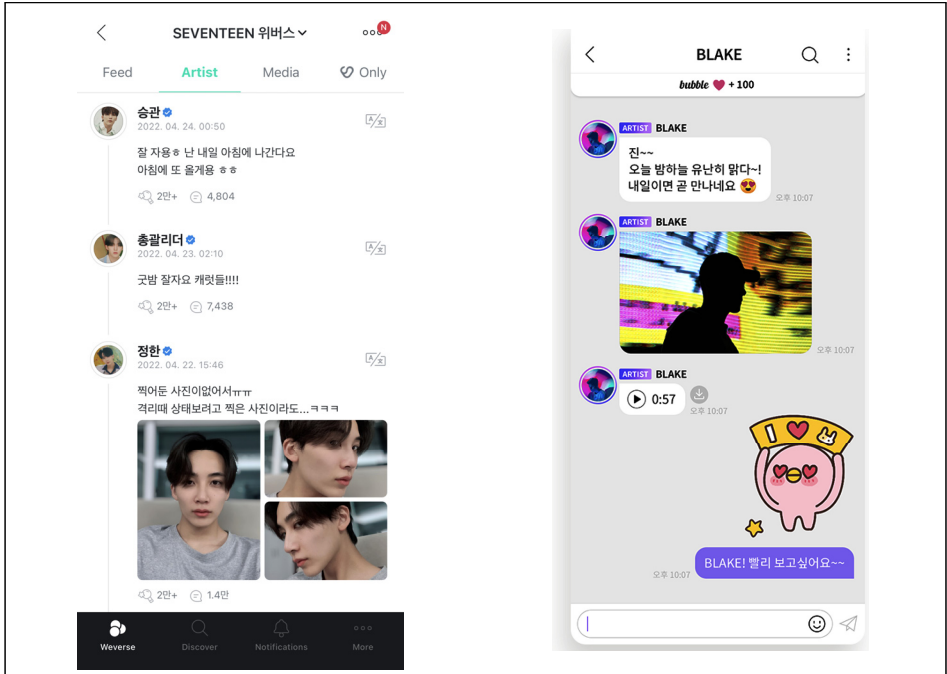 SEVENTEEN 위버스
N
Feed
Artist
Media
Only
승관
2022. 04. 24. 00:50
잘 자용ㅎ 난 내일 아침에 나간다요
아침에 또 올게용 ㅎㅎ
2만+
4,804
총괄리더
2022. 04. 23. 02:10
굿밤 잘자요 캐럿들!!!!
2만+
7,438
정한
2022. 04. 22. 15:46
찍어둔 사진이없어서ㅠㅠ
격리때 상태보려고 찍은 사진이라도...ㅋㅋㅋ
2만+
1.4만
Weverse
Discover
Notifications
More
BLAKE
bubble + 100
ARTIST BLAKE
진~~
오늘 밤하늘 유난히 맑다~!
내일이면 곧 만나네요
오후 10:07
ARTIST BLAKE
오후 10:07
ARTIST BLAKE
0:57
오후 10:07
I
BLAKE! 빨리 보고싶어요~~
오후 10:07